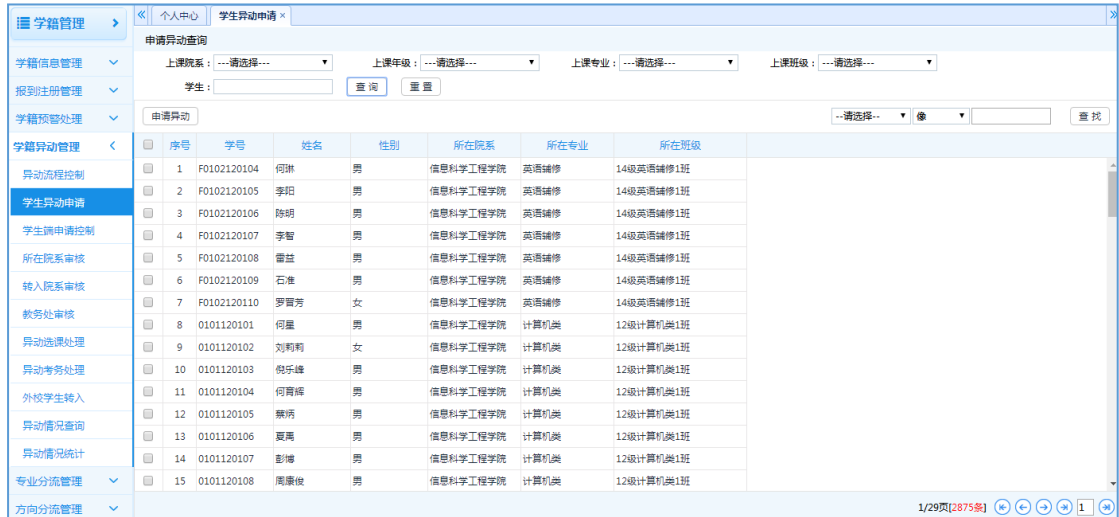 学籍管理
学籍信息管理
报到注册管理
学籍预警处理
学籍异动管理
异动流程控制
学生异动申请
学生端申请控制
所在院系审核
转入院系审核
教务处审核
异动选课处理
异动考务处理
外校学生转入
异动情况查询
异动情况统计
专业分流管理
方向分流管理
个人中心 学生异动申请 ×
申请异动查询
上课院系：---请选择--- 上课年级：---请选择--- 上课专业：---请选择--- 上课班级：---请选择---
学生： 查 询 重 置
申请异动 --请选择-- 像 查 找
序号 学号 姓名 性别 所在院系 所在专业 所在班级
1 F0102120104 何琳 男 信息科学工程学院 英语辅修 14级英语辅修1班
2 F0102120105 李阳 男 信息科学工程学院 英语辅修 14级英语辅修1班
3 F0102120106 陈明 男 信息科学工程学院 英语辅修 14级英语辅修1班
4 F0102120107 李智 男 信息科学工程学院 英语辅修 14级英语辅修1班
5 F0102120108 雷益 男 信息科学工程学院 英语辅修 14级英语辅修1班
6 F0102120109 石准 男 信息科学工程学院 英语辅修 14级英语辅修1班
7 F0102120110 罗晋芳 女 信息科学工程学院 英语辅修 14级英语辅修1班
8 0101120101 何星 男 信息科学工程学院 计算机类 12级计算机类1班
9 0101120102 刘莉莉 女 信息科学工程学院 计算机类 12级计算机类1班
10 0101120103 倪乐峰 男 信息科学工程学院 计算机类 12级计算机类1班
11 0101120104 何育辉 男 信息科学工程学院 计算机类 12级计算机类1班
12 0101120105 蔡炳 男 信息科学工程学院 计算机类 12级计算机类1班
13 0101120106 夏禹 男 信息科学工程学院 计算机类 12级计算机类1班
14 0101120107 彭博 男 信息科学工程学院 计算机类 12级计算机类1班
15 0101120108 周康俊 男 信息科学工程学院 计算机类 12级计算机类1班
1/29页[2875条] 1